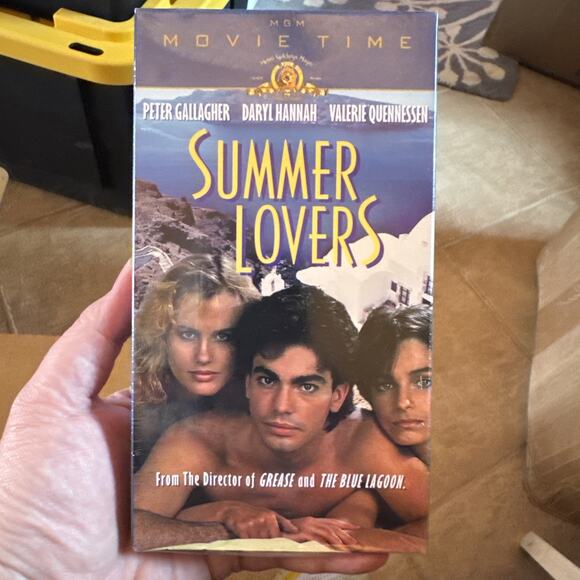 MGM
MOVIE TIME
PETER GALLAGHER DARYL HANNAH VALERIE QUENNESSEN
SUMMER
LOVERS
From The Director of GREASE and THE BLUE LAGOON.